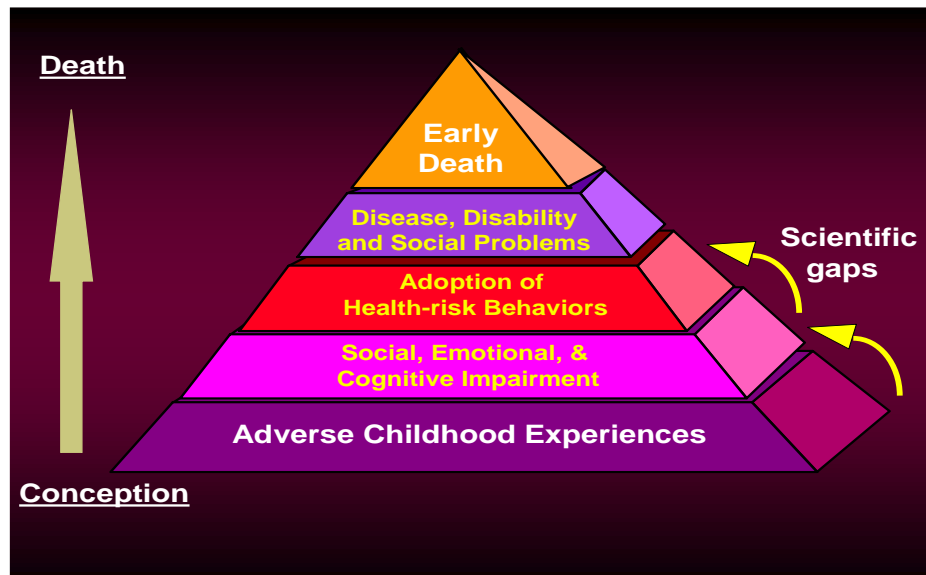 Death
Early
Death
Disease, Disability
and Social Problems
Scientific
gaps
Adoption of
Health-risk Behaviors
Social, Emotional, &
Cognitive Impairment
Adverse Childhood Experiences
Conception